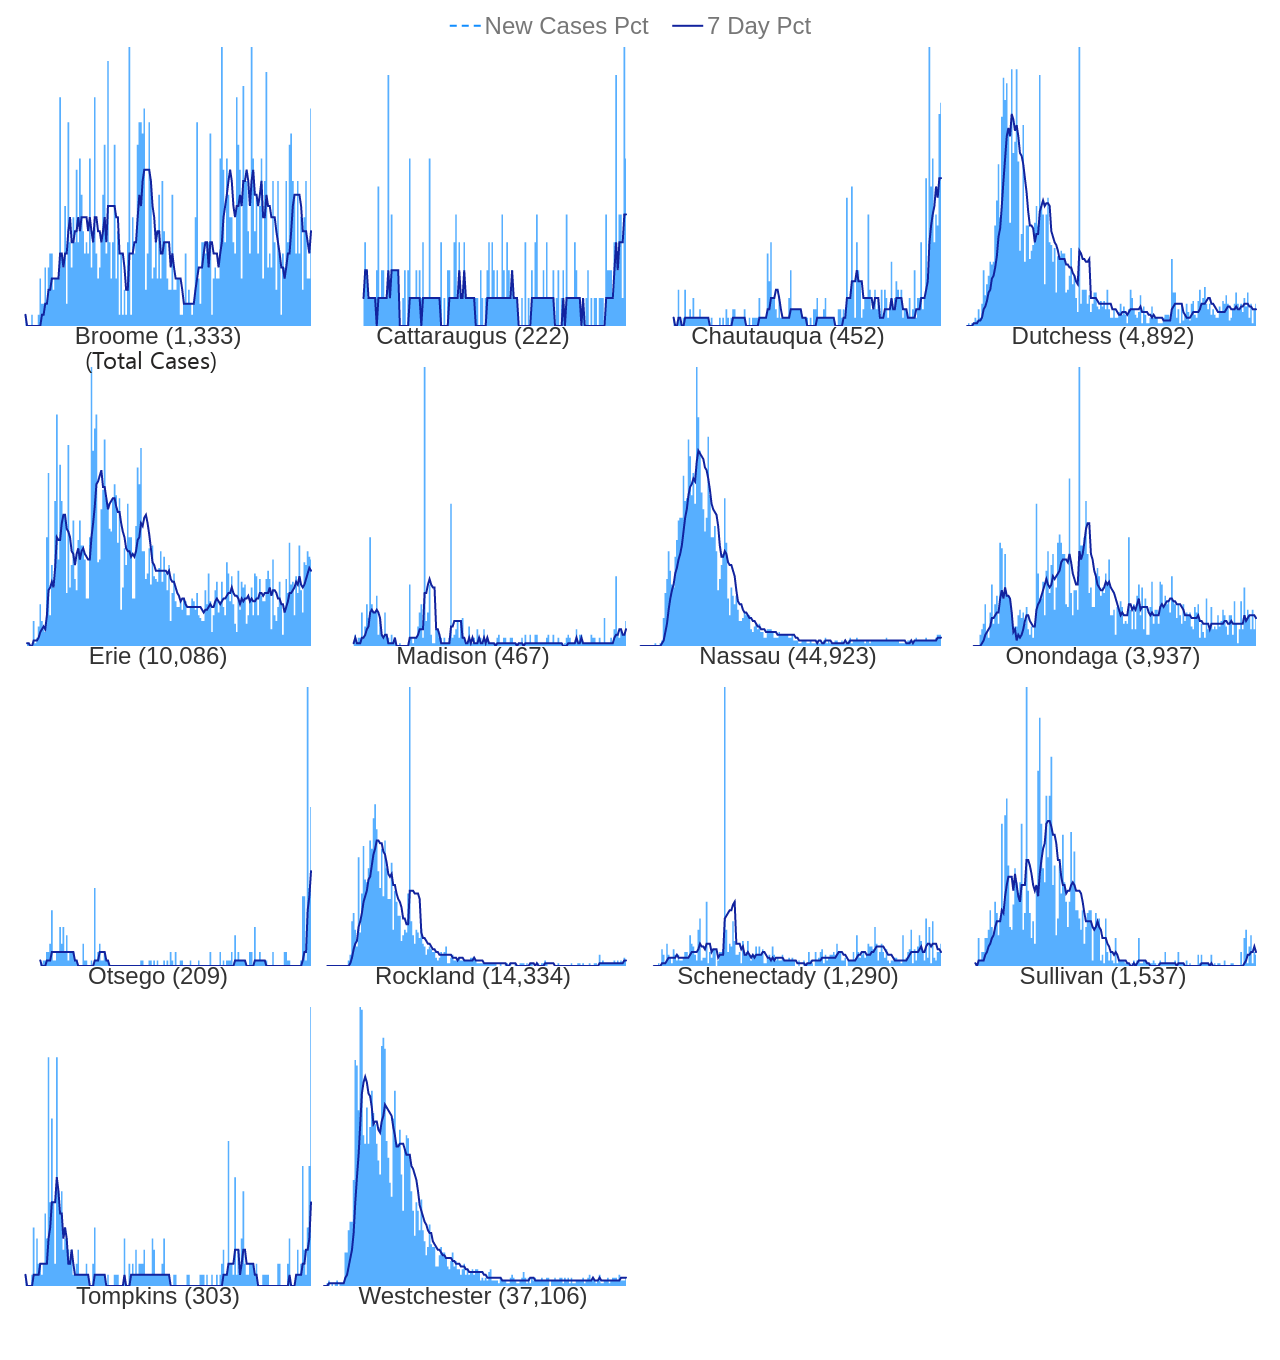 New Cases Pct 7 Day Pct
Broome (1,333) Cattaraugus (222) Chautauqua (452) Dutchess (4,892)
(Total Cases)
Erie (10,086) Madison (467) Nassau (44,923) Onondaga (3,937)
Otsego (209) Rockland (14,334) Schenectady (1,290) Sullivan (1,537)
Tompkins (303) Westchester (37,106)